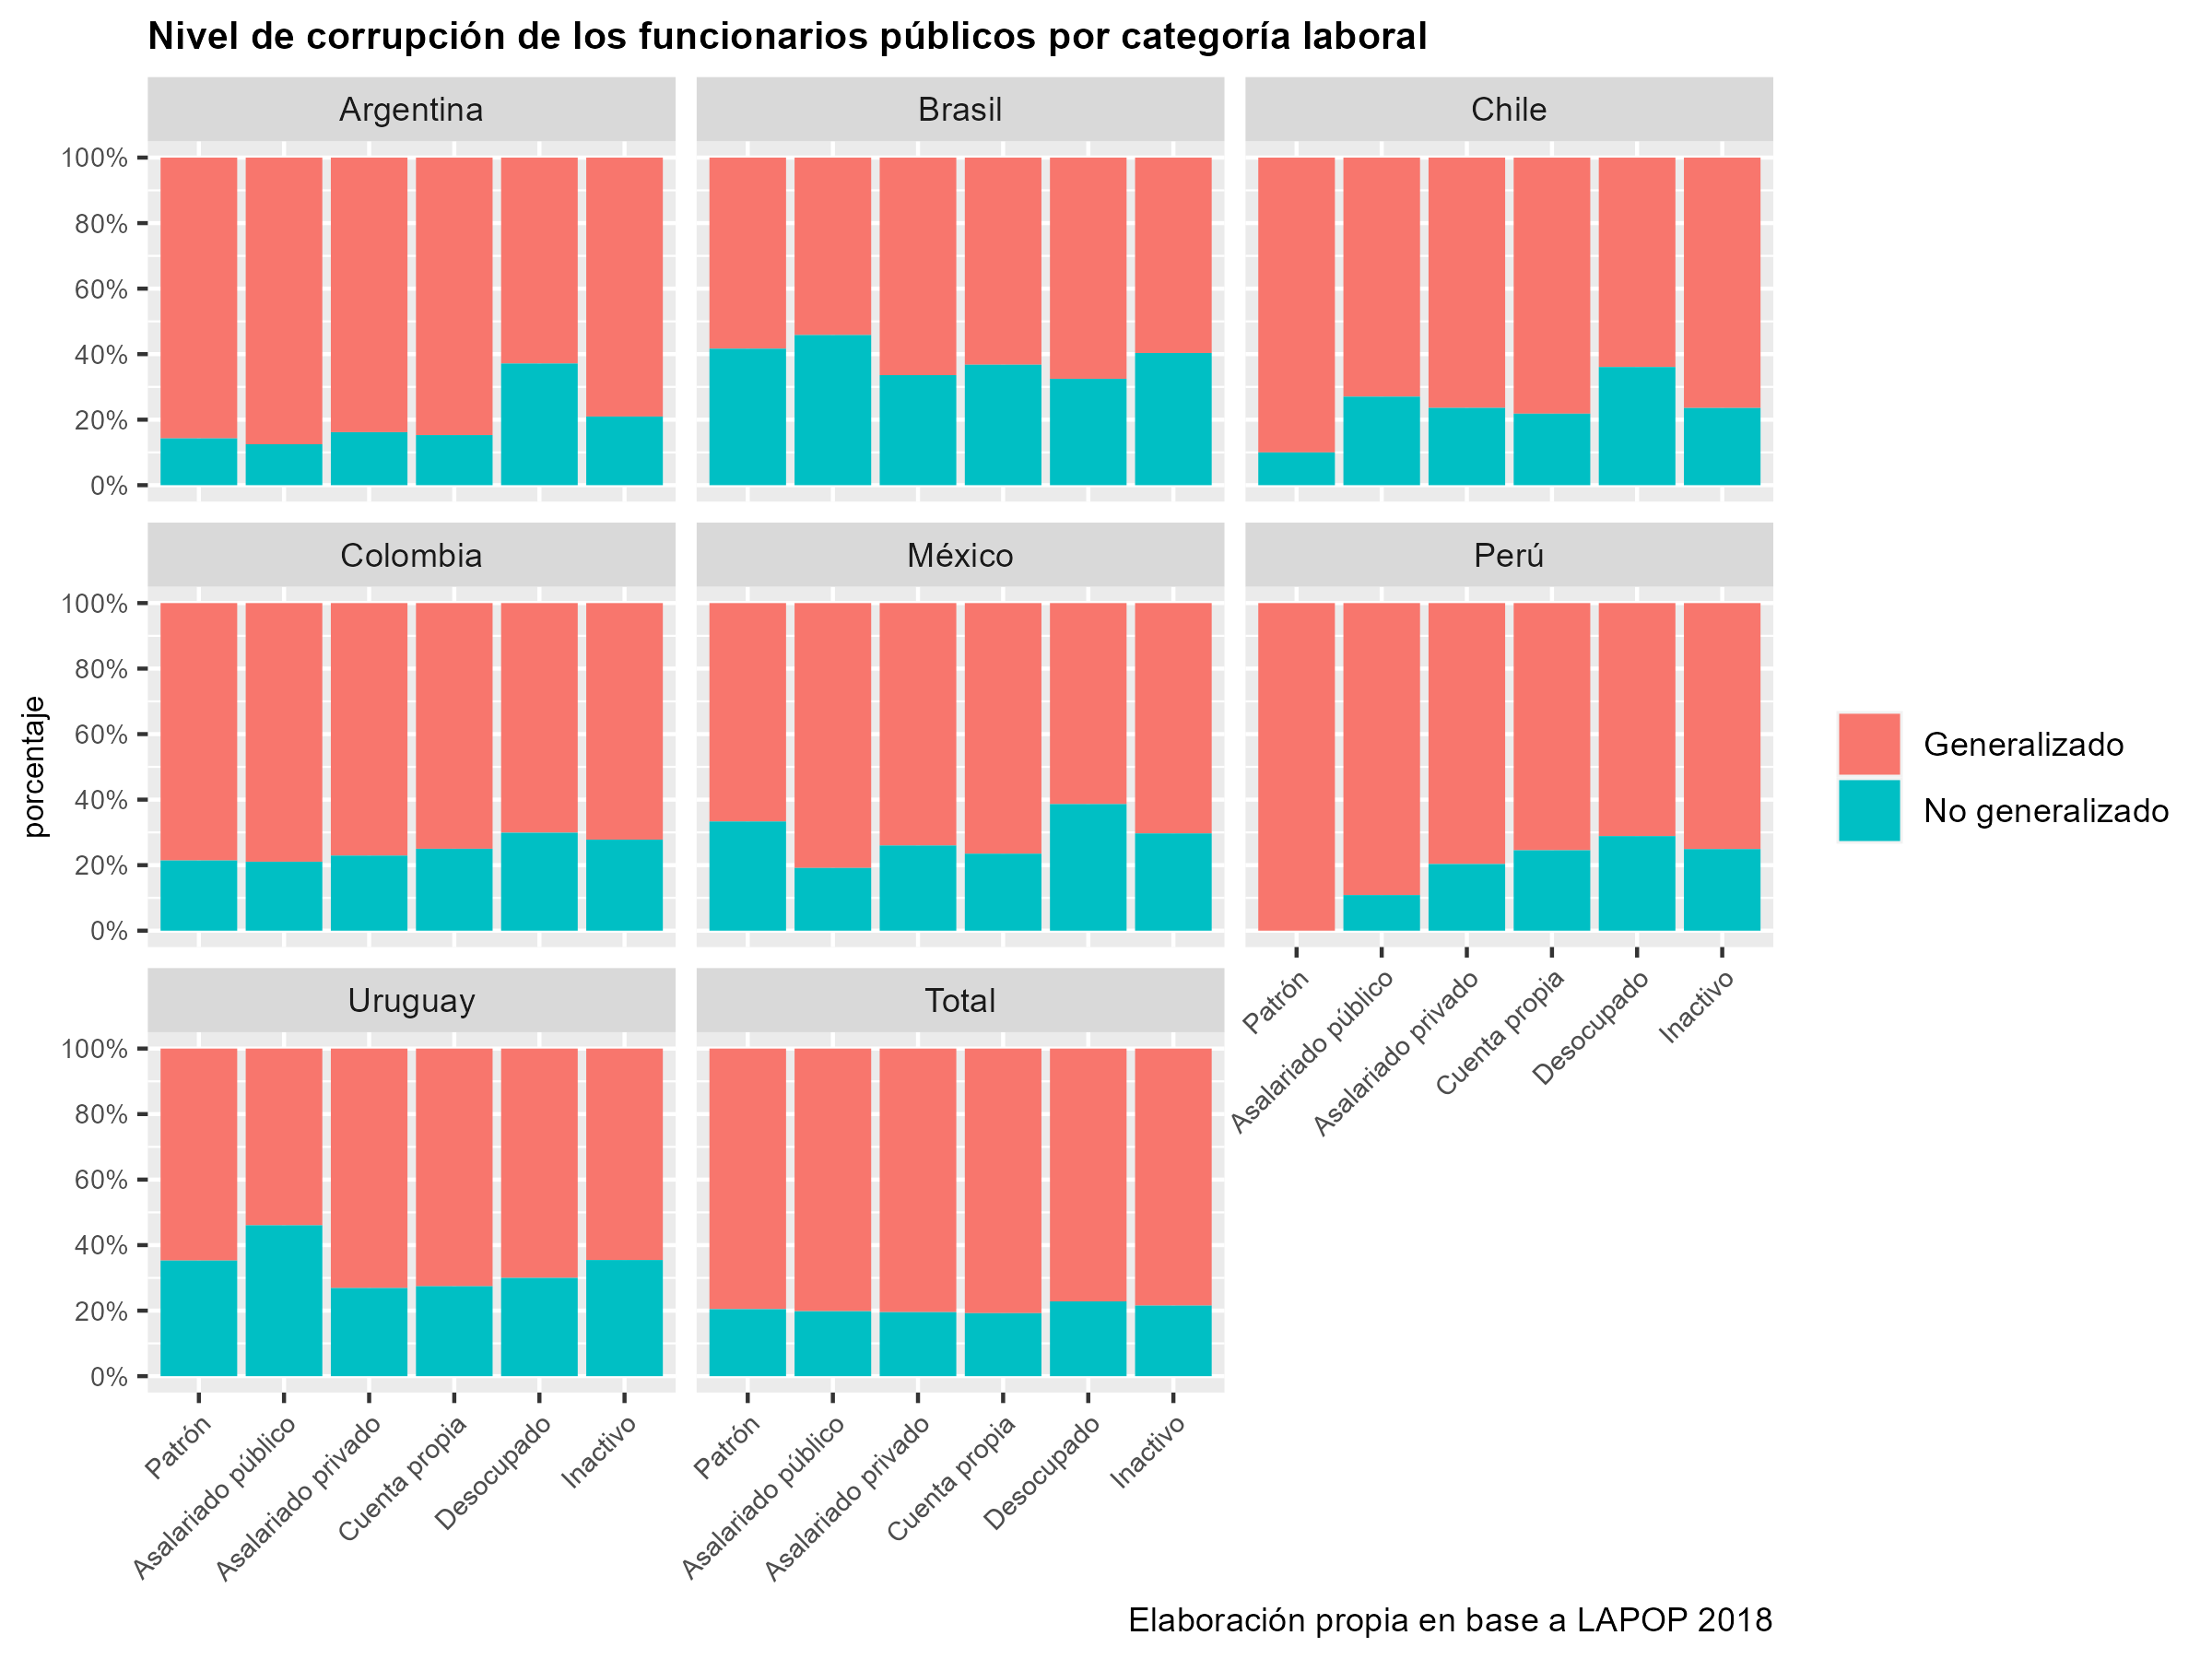 Nivel de corrupción de los funcionarios públicos por categoría laboral
Argentina
Brasil
Chile
100%
80%
60%
40%
20%
0%
Colombia
México
Perú
100%
80%
60%
40%
20%
0%
porcentaje
Generalizado
No generalizado
Patrón
Asalariado público
Asalariado privado
Cuenta propia
Desocupado
Inactivo
Uruguay
Total
100%
80%
60%
40%
20%
0%
Patrón
Asalariado público
Asalariado privado
Cuenta propia
Desocupado
Inactivo
Patrón
Asalariado público
Asalariado privado
Cuenta propia
Desocupado
Inactivo
Elaboración propia en base a LAPOP 2018